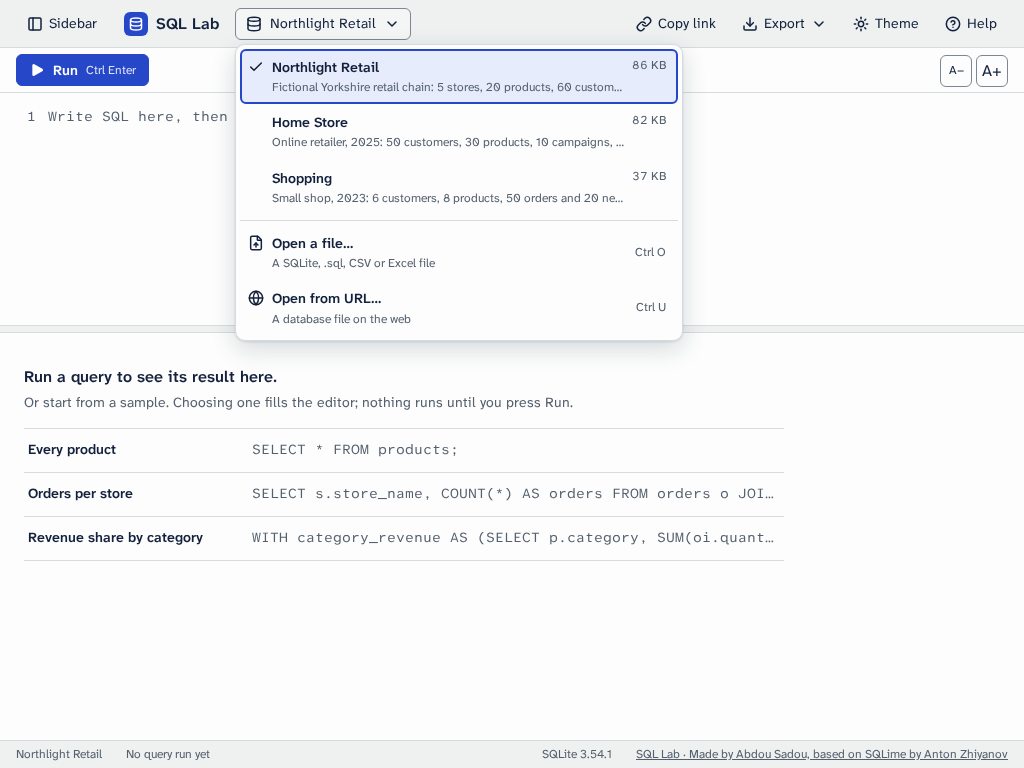 Sidebar
SQL Lab
Northlight Retail
Copy link
Export
Theme
Help
Run Ctrl Enter
A−
A+
Northlight Retail 86 KB
Fictional Yorkshire retail chain: 5 stores, 20 products, 60 custom…
1 Write SQL here, then
Home Store 82 KB
Online retailer, 2025: 50 customers, 30 products, 10 campaigns, …
Shopping 37 KB
Small shop, 2023: 6 customers, 8 products, 50 orders and 20 ne…
Open a file… Ctrl O
A SQLite, .sql, CSV or Excel file
Open from URL… Ctrl U
A database file on the web
Run a query to see its result here.
Or start from a sample. Choosing one fills the editor; nothing runs until you press Run.
Every product SELECT * FROM products;
Orders per store SELECT s.store_name, COUNT(*) AS orders FROM orders o JOI…
Revenue share by category WITH category_revenue AS (SELECT p.category, SUM(oi.quant…
Northlight Retail No query run yet SQLite 3.54.1 SQL Lab · Made by Abdou Sadou, based on SQLime by Anton Zhiyanov